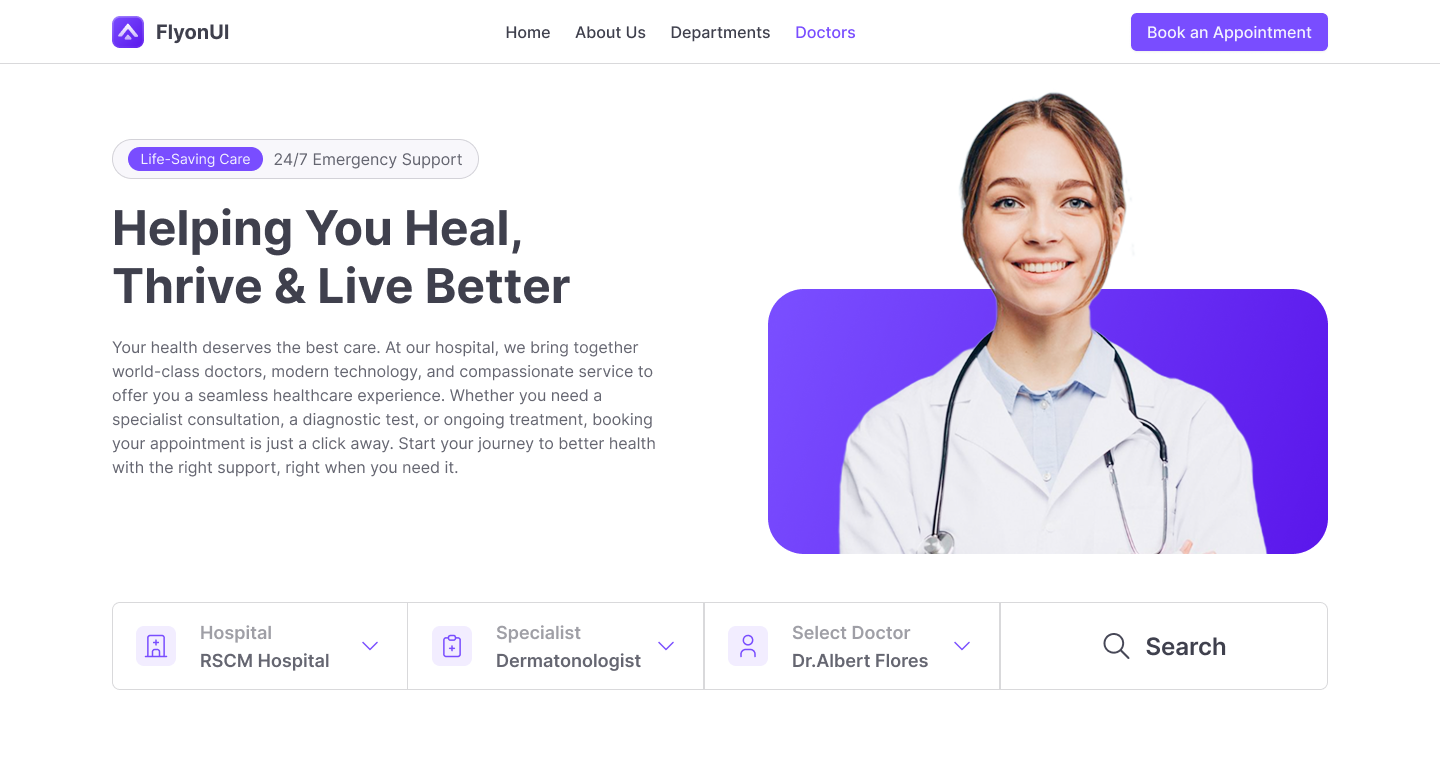 FlyonUI
Home About Us Departments Doctors
Book an Appointment
Life-Saving Care 24/7 Emergency Support
Helping You Heal,
Thrive & Live Better
Your health deserves the best care. At our hospital, we bring together
world-class doctors, modern technology, and compassionate service to
offer you a seamless healthcare experience. Whether you need a
specialist consultation, a diagnostic test, or ongoing treatment, booking
your appointment is just a click away. Start your journey to better health
with the right support, right when you need it.
Hospital
RSCM Hospital
Specialist
Dermatonologist
Select Doctor
Dr.Albert Flores
Search